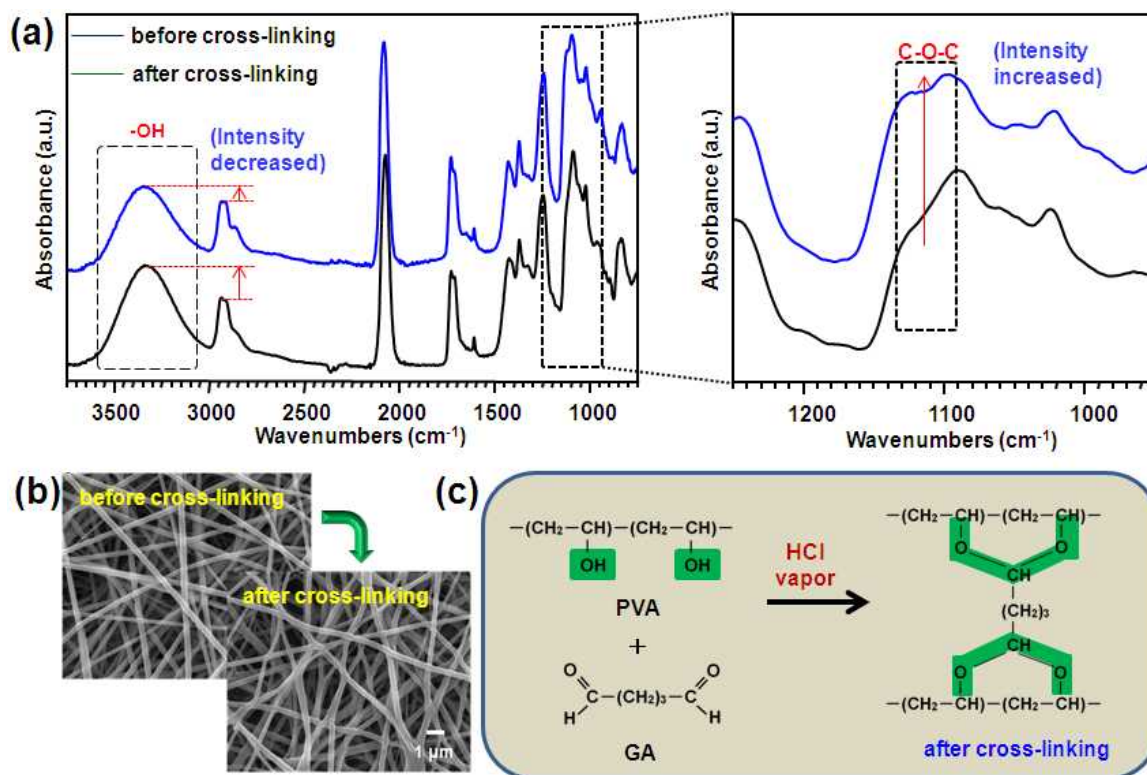 (a)
before cross-linking
after cross-linking
-OH
(Intensity
decreased)
Absorbance (a.u.)
3500 3000 2500 2000 1500 1000
Wavenumbers (cm⁻¹)
C-O-C
(Intensity
increased)
Absorbance (a.u.)
1200 1100 1000
Wavenumbers (cm⁻¹)
(b)
before cross-linking
after cross-linking
1 μm
(c)
—(CH₂—CH)—(CH₂—CH)—
OH OH
PVA
+
O O
C—(CH₂)₃—C
H H
GA
HCl
vapor
—(CH₂—CH)—(CH₂—CH)—
O O
CH
(CH₂)₃
CH
O O
—(CH₂—CH)—(CH₂—CH)—
after cross-linking